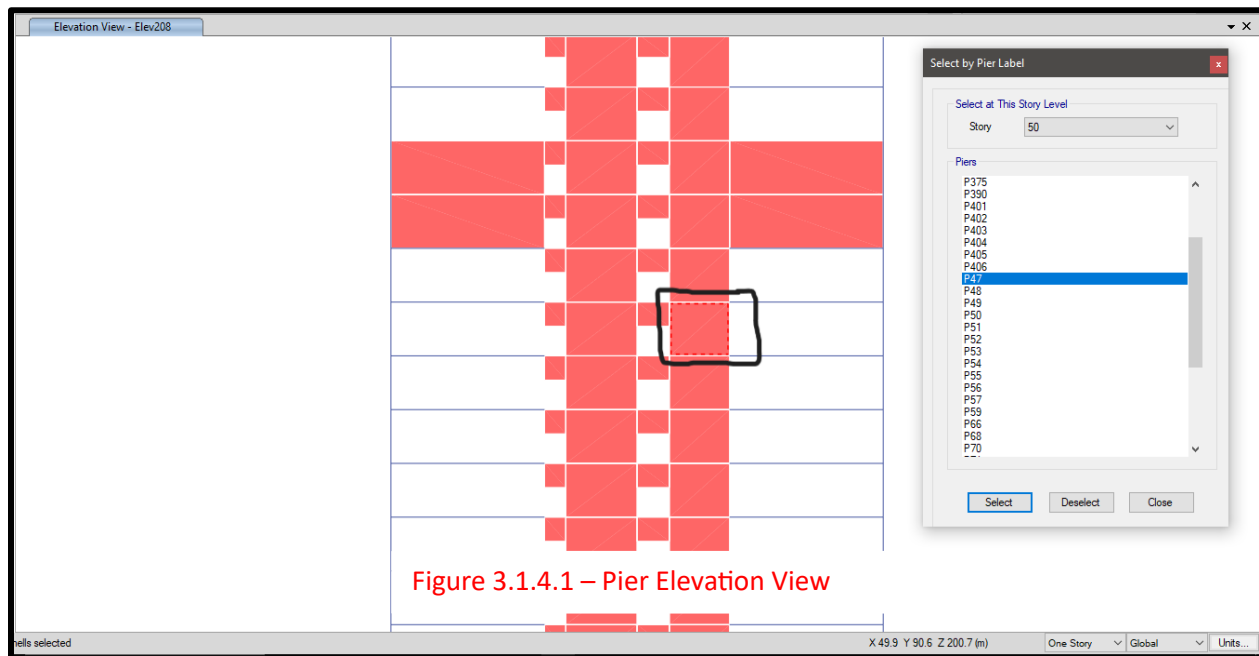 Elevation View - Elev208
Select by Pier Label
x
Select at This Story Level
Story
50
Piers
P375
P390
P401
P402
P403
P404
P405
P406
P47
P48
P49
P50
P51
P52
P53
P54
P55
P56
P57
P59
P66
P68
P70
Select
Deselect
Close
Figure 3.1.4.1 – Pier Elevation View
selected
X 49.9 Y 90.6 Z 200.7 (m)
One Story
Global
Units...